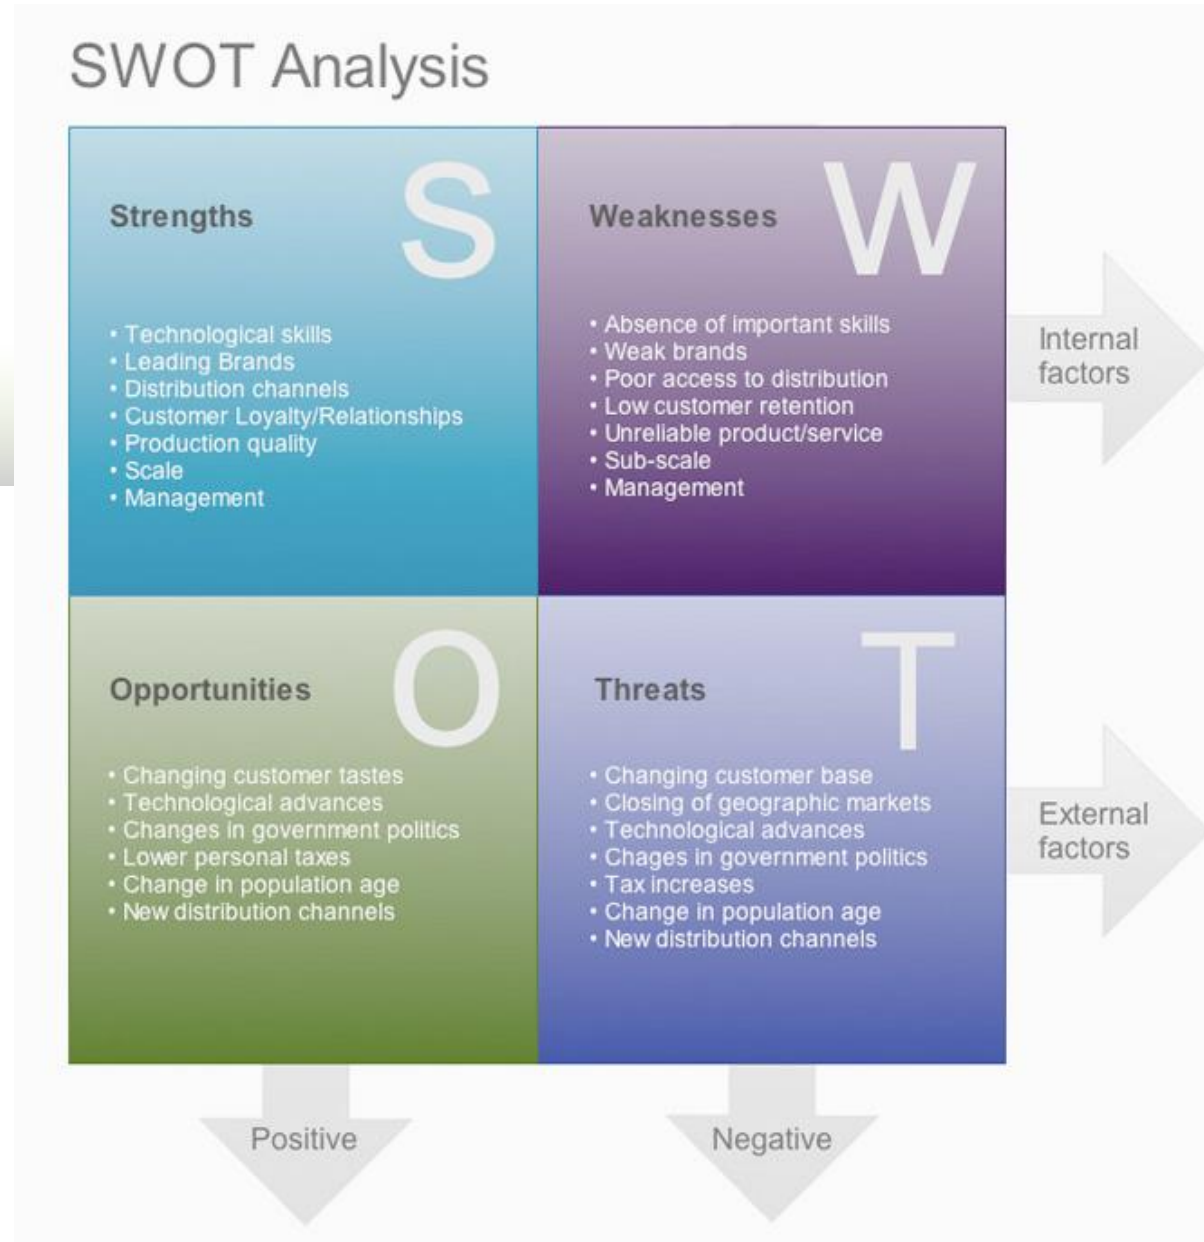 SWOT Analysis
S
Strengths
• Technological skills
• Leading Brands
• Distribution channels
• Customer Loyalty/Relationships
• Production quality
• Scale
• Management
W
Weaknesses
• Absence of important skills
• Weak brands
• Poor access to distribution
• Low customer retention
• Unreliable product/service
• Sub-scale
• Management
Internal
factors
O
Opportunities
• Changing customer tastes
• Technological advances
• Changes in government politics
• Lower personal taxes
• Change in population age
• New distribution channels
T
Threats
• Changing customer base
• Closing of geographic markets
• Technological advances
• Chages in government politics
• Tax increases
• Change in population age
• New distribution channels
External
factors
Positive
Negative